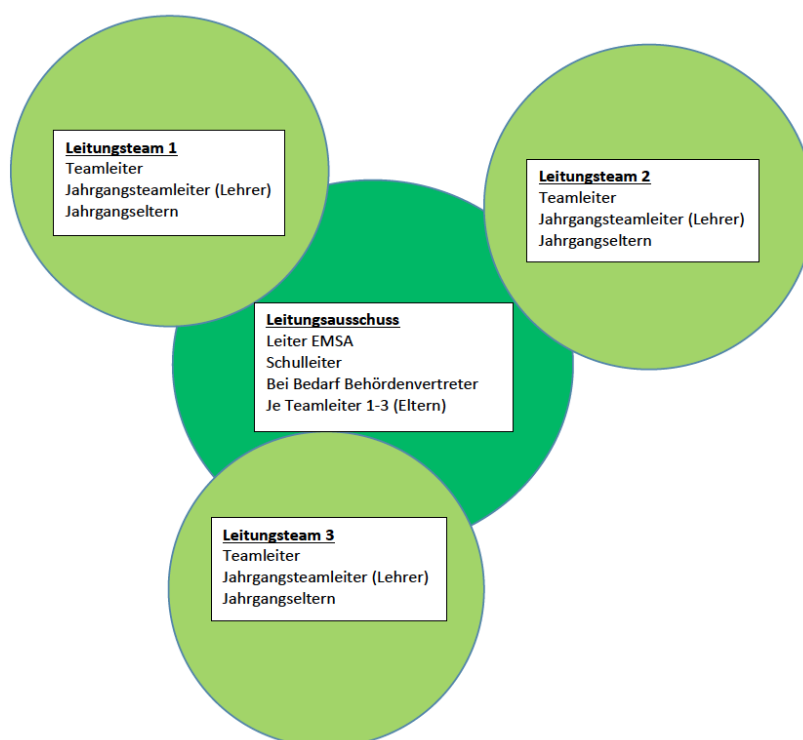 Leitungsteam 1
Teamleiter
Jahrgangsteamleiter (Lehrer)
Jahrgangseltern
Leitungsteam 2
Teamleiter
Jahrgangsteamleiter (Lehrer)
Jahrgangseltern
Leitungsausschuss
Leiter EMSA
Schulleiter
Bei Bedarf Behördenvertreter
Je Teamleiter 1-3 (Eltern)
Leitungsteam 3
Teamleiter
Jahrgangsteamleiter (Lehrer)
Jahrgangseltern